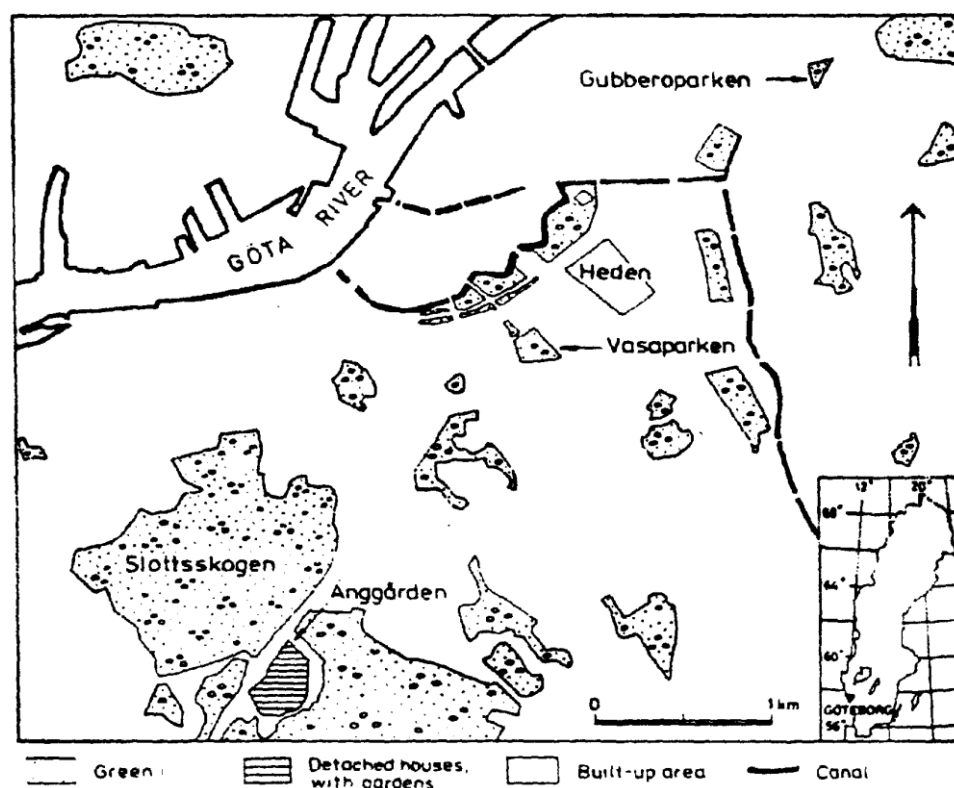 Gubberoparken
GÖTA RIVER
Heden
Vasaparken
Slottsskogen
Anggården
0 1 km
12° 20°
68°
64°
60°
GÖTEBORG
56°
Green
Detached houses,
with gardens
Built-up area
Canal